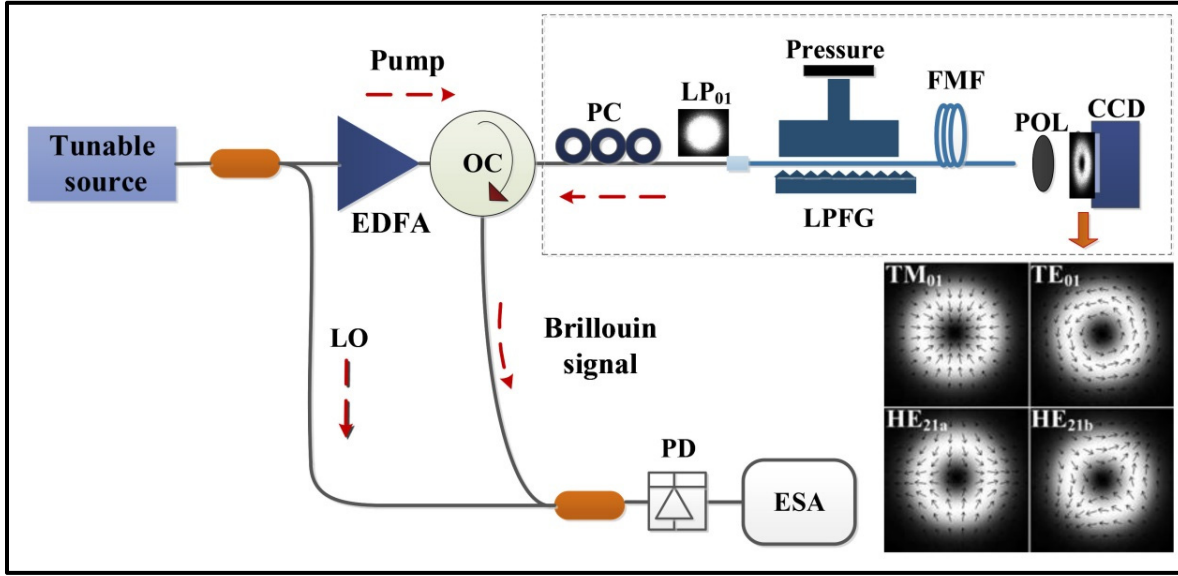 Pressure
Pump
LP₀₁
FMF
PC
CCD
POL
Tunable
source
OC
EDFA
LPFG
TM₀₁
TE₀₁
LO
Brillouin
signal
HE₂₁ₐ
HE₂₁b
PD
ESA